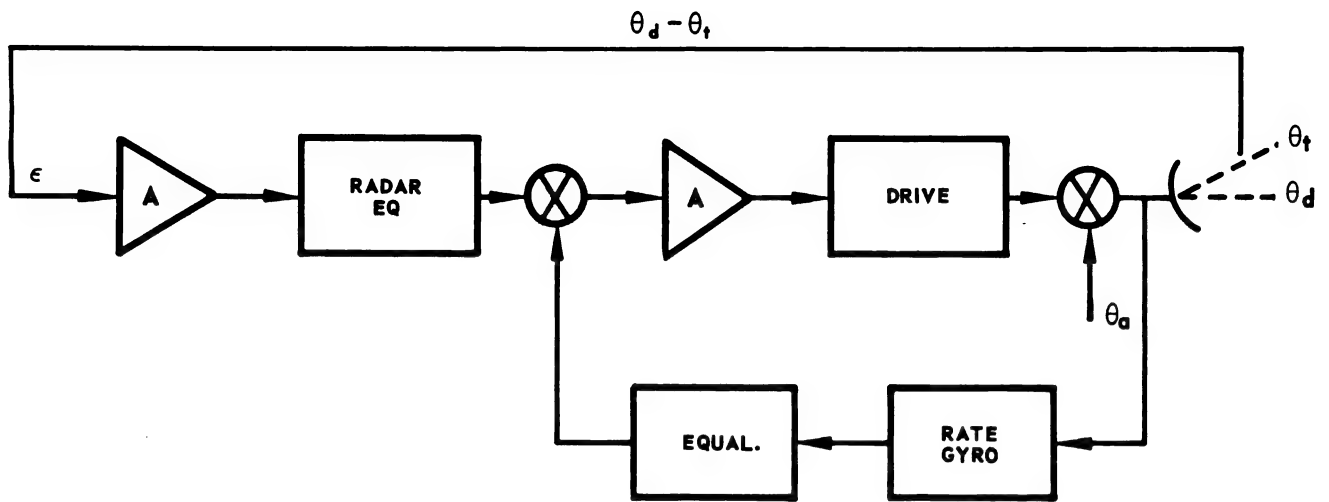 θd – θt
ϵ
A
RADAR
EQ
A
DRIVE
θt
θd
θa
EQUAL.
RATE
GYRO